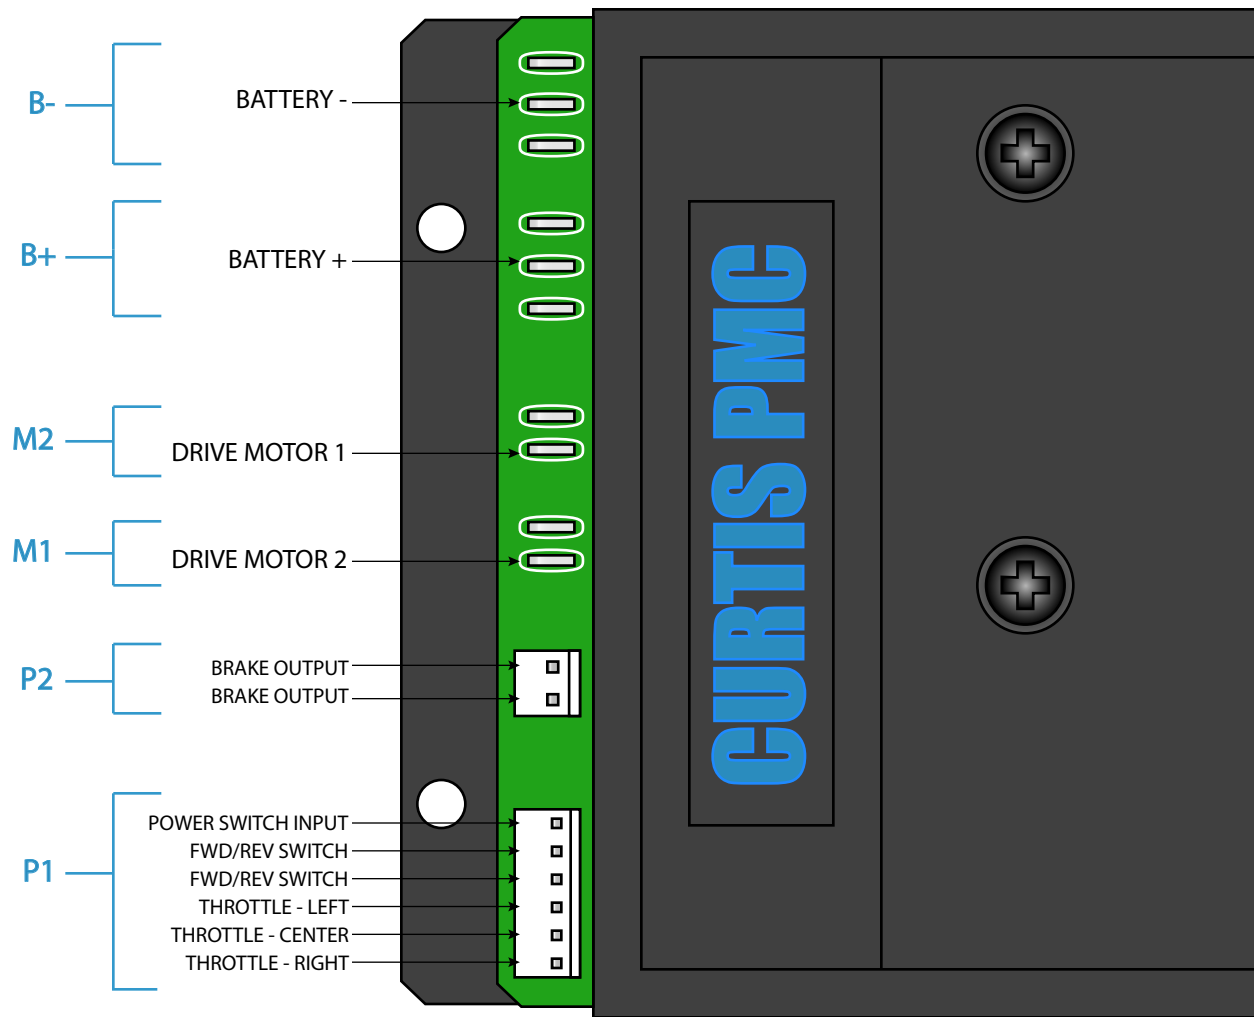 B-
BATTERY -
B+
BATTERY +
M2
DRIVE MOTOR 1
M1
DRIVE MOTOR 2
P2
BRAKE OUTPUT
BRAKE OUTPUT
P1
POWER SWITCH INPUT
FWD/REV SWITCH
FWD/REV SWITCH
THROTTLE - LEFT
THROTTLE - CENTER
THROTTLE - RIGHT
CURTIS PMC